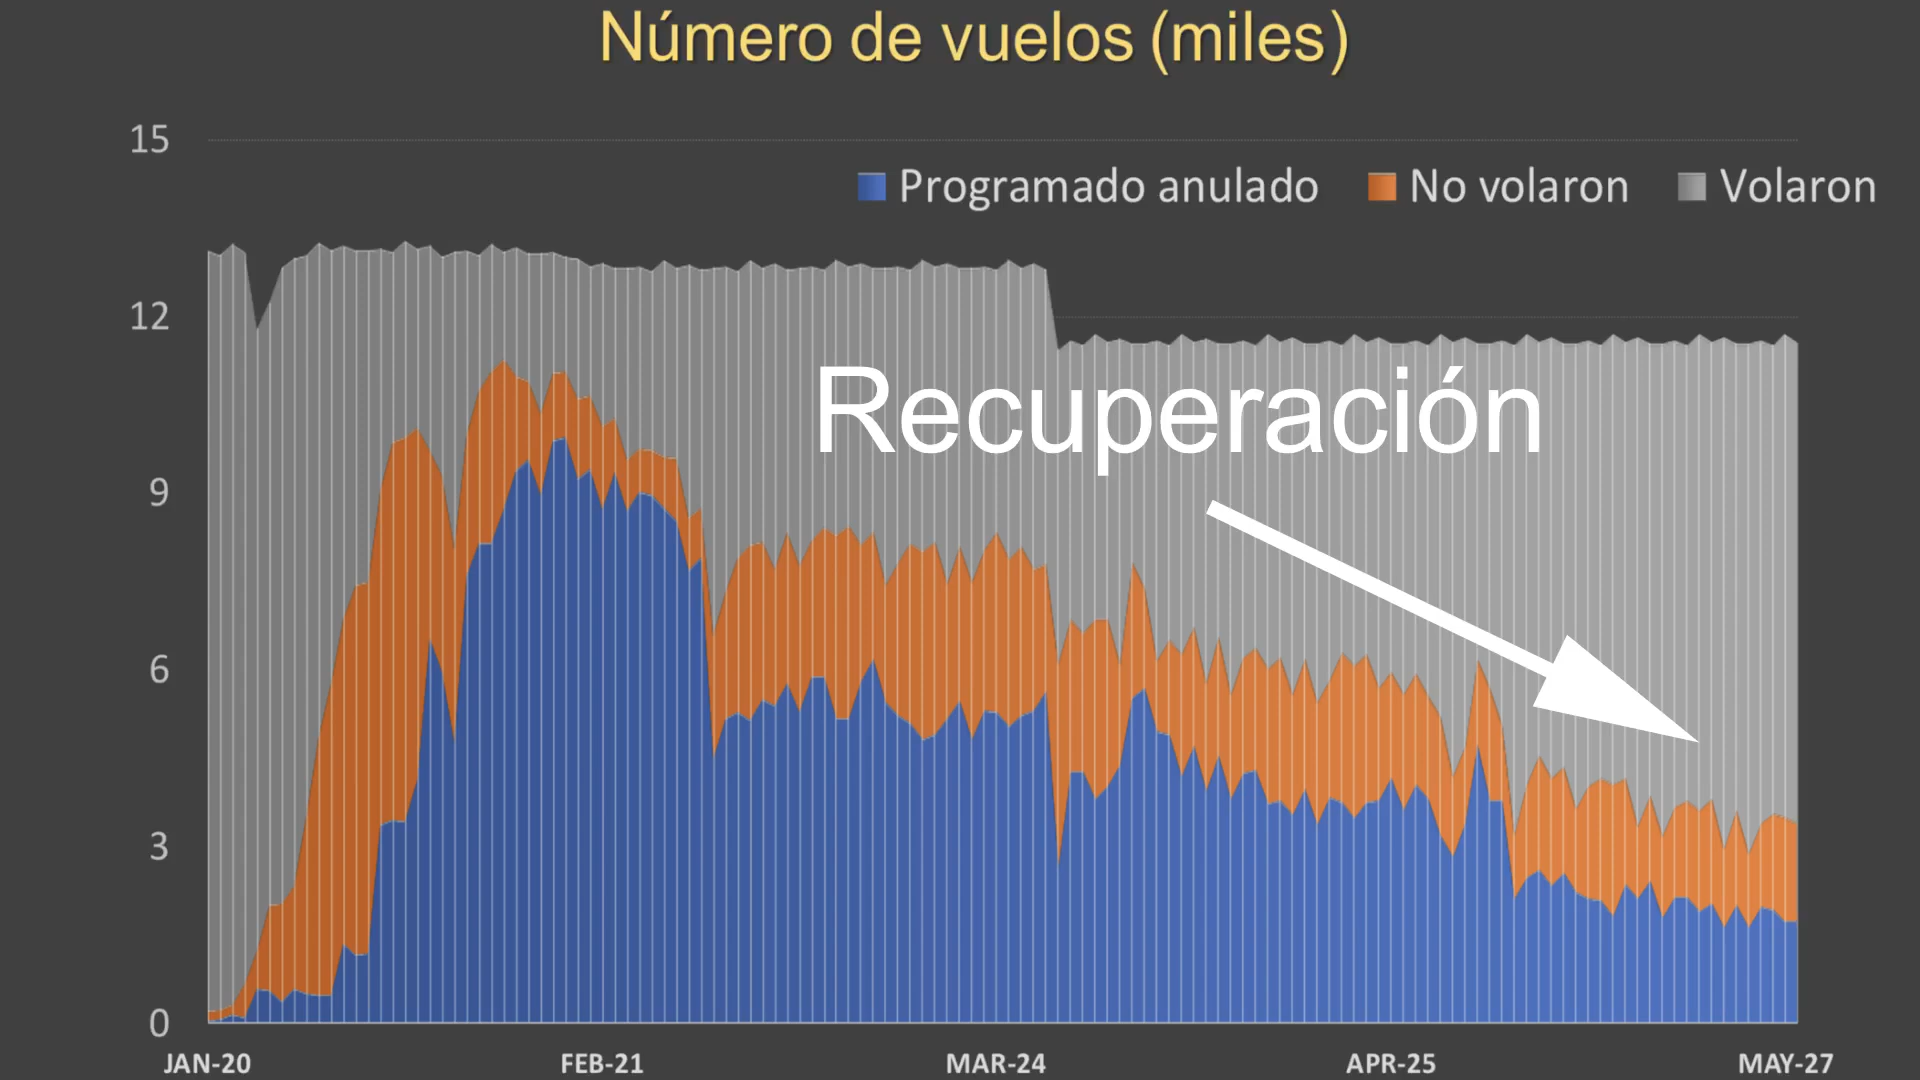 Número de vuelos (miles)
15
Programado anulado No volaron Volaron
12
Recuperación
9
6
3
0
JAN-20 FEB-21 MAR-24 APR-25 MAY-27